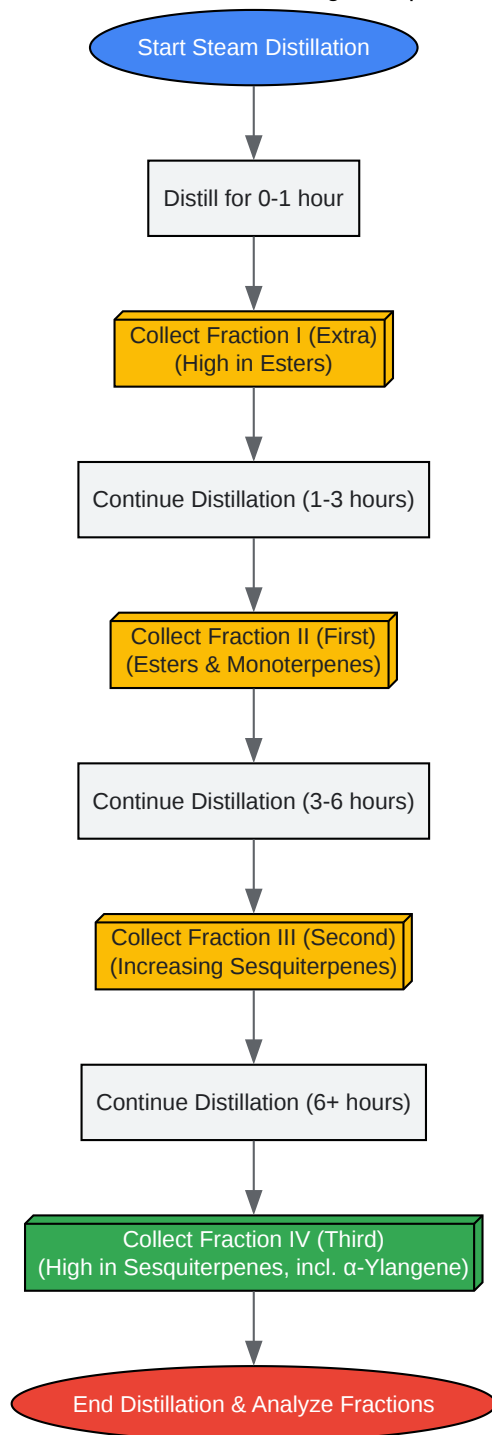 Start Steam Distillation
Distill for 0-1 hour
Collect Fraction I (Extra)
(High in Esters)
Continue Distillation (1-3 hours)
Collect Fraction II (First)
(Esters & Monoterpenes)
Continue Distillation (3-6 hours)
Collect Fraction III (Second)
(Increasing Sesquiterpenes)
Continue Distillation (6+ hours)
Collect Fraction IV (Third)
(High in Sesquiterpenes, incl. α-Ylangene)
End Distillation & Analyze Fractions